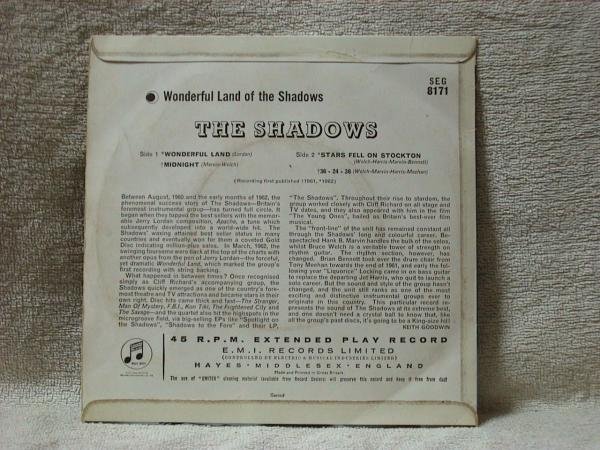 SEG
8171
Wonderful Land of the Shadows
THE SHADOWS
Side 1 *WONDERFUL LAND (Lordan)
†MIDNIGHT (Marvin-Welch)
Side 2 *STARS FELL ON STOCKTON
(Welch-Harris-Marvin-Bennett)
†36 - 24 - 36 (Welch-Marvin-Harris-Meehan)
(Recording first published †1961, *1962)
Between August, 1960 and the early months of 1962, the
phenomenal success story of The Shadows—Britain's
foremost instrumental group—has turned full circle. It
began when they topped the best sellers with the memor-
able Jerry Lordan composition, Apache, a tune which
subsequently developed into a world-wide hit. The
Shadows' waxing attained best seller status in many
countries and eventually won for them a coveted Gold
Disc indicating million-plus sales. In March, 1962, the
swinging foursome were back at the top of the charts with
another opus from the pen of Jerry Lordan—the forceful,
yet dramatic Wonderful Land, which marked the group's
first recording with string backing.
What happened in between times? Once recognised
simply as Cliff Richard's accompanying group, the
Shadows quickly emerged as one of the country's fore-
most theatre and TV attractions and became stars in their
own right. Disc hits came thick and fast—The Stranger,
Man Of Mystery, F.B.I., Kon Tiki, The Frightened City and
The Savage—and the quartet also hit the highspots in the
microgroove field, via big-selling EPs like "Spotlight on
the Shadows", "Shadows to the Fore" and their LP,
"The Shadows". Throughout their rise to stardom, the
group worked closely with Cliff Richard on all stage and
TV dates, and they also appeared with him in the film
"The Young Ones", hailed as Britain's best-ever film
musical.
The "front-line" of the unit has remained constant all
through the Shadows' long and colourful career. Be-
spectacled Hank B. Marvin handles the bulk of the solos,
whilst Bruce Welch is a veritable tower of strength on
rhythm guitar. The rhythm section, however, has
changed. Brian Bennett took over the drum chair from
Tony Meehan towards the end of 1961, and early the fol-
lowing year "Liquorice" Locking came in on bass guitar
to replace the departing Jet Harris, who quit to launch a
solo career. But the sound and style of the group hasn't
changed, and the unit still ranks as one of the most
exciting and distinctive instrumental groups ever to
originate in this country. This particular record re-
presents the sound of The Shadows at its extreme best,
and one doesn't need a crystal ball to know that, like
all the group's past discs, it's going to be a King-size hit!
KEITH GOODWIN
45 R.P.M. EXTENDED PLAY RECORD
E.M.I. RECORDS LIMITED
(CONTROLLED BY ELECTRIC & MUSICAL INDUSTRIES LIMITED)
HAYES • MIDDLESEX • ENGLAND
Made and Printed in Great Britain
The use of "EMITEX" cleaning material (available from Record Dealers) will preserve this record and keep it free from dust